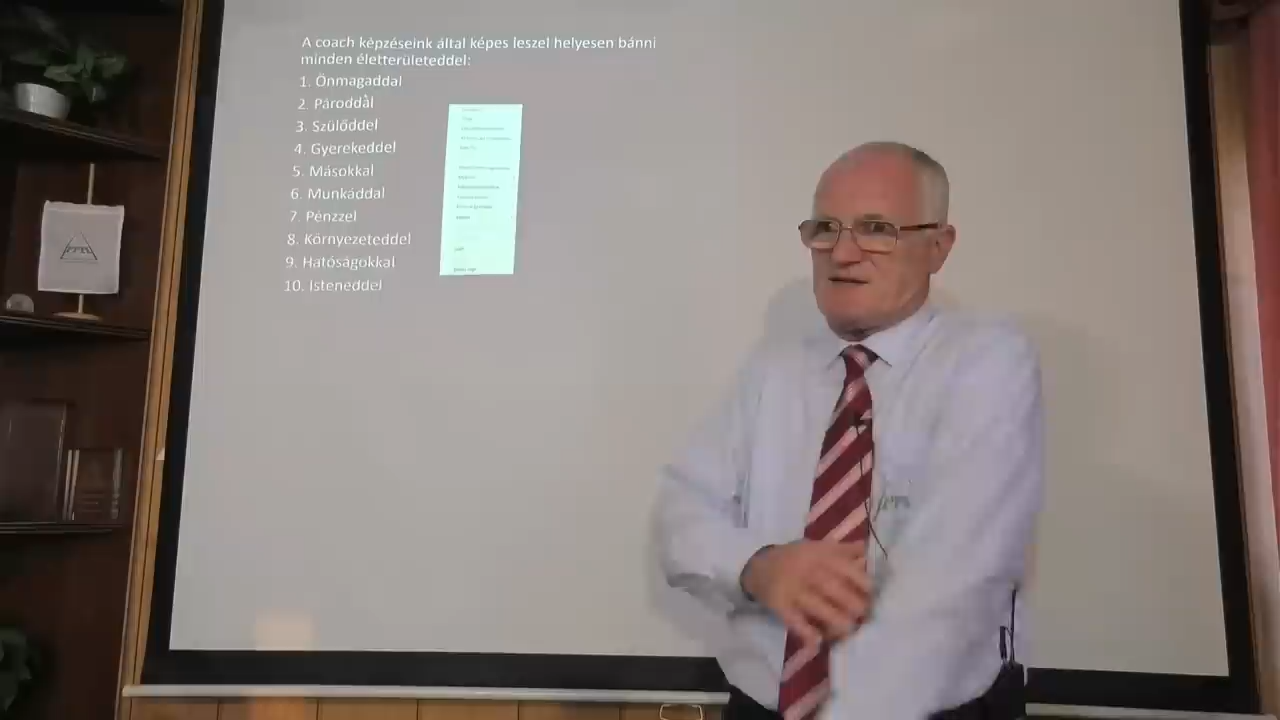 A coach képzéseink által képes leszel helyesen bánni
minden életterületeddel:
1. Önmagaddal
2. Pároddal
3. Szülőddel
4. Gyerekeddel
5. Másokkal
6. Munkáddal
7. Pénzzel
8. Környezeteddel
9. Hatóságokkal
10. Isteneddel